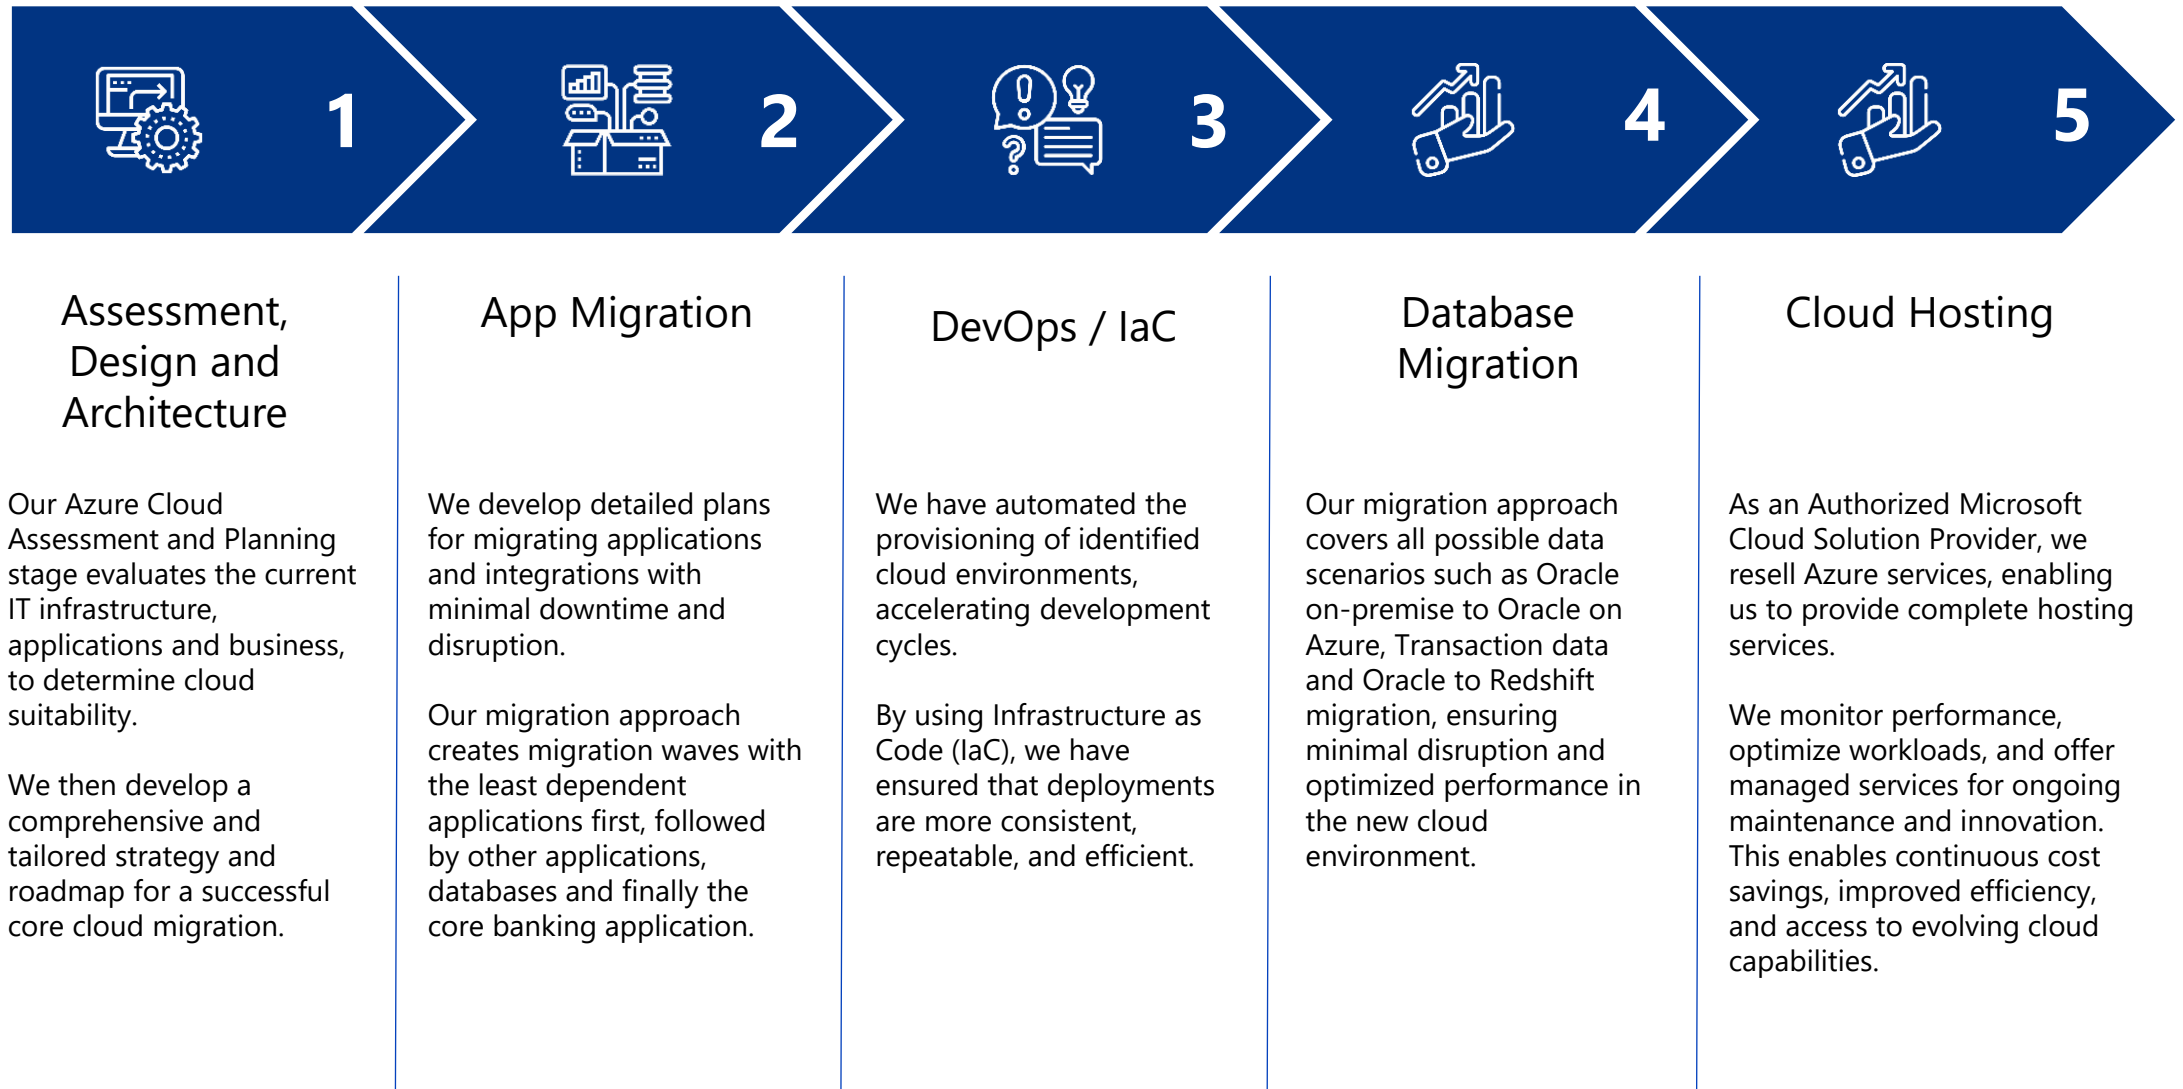 1
2
3
4
5
Assessment,
Design and
Architecture
Our Azure Cloud
Assessment and Planning
stage evaluates the current
IT infrastructure,
applications and business,
to determine cloud
suitability.
We then develop a
comprehensive and
tailored strategy and
roadmap for a successful
core cloud migration.
App Migration
We develop detailed plans
for migrating applications
and integrations with
minimal downtime and
disruption.
Our migration approach
creates migration waves with
the least dependent
applications first, followed
by other applications,
databases and finally the
core banking application.
DevOps / IaC
We have automated the
provisioning of identified
cloud environments,
accelerating development
cycles.
By using Infrastructure as
Code (IaC), we have
ensured that deployments
are more consistent,
repeatable, and efficient.
Database
Migration
Our migration approach
covers all possible data
scenarios such as Oracle
on-premise to Oracle on
Azure, Transaction data
and Oracle to Redshift
migration, ensuring
minimal disruption and
optimized performance in
the new cloud
environment.
Cloud Hosting
As an Authorized Microsoft
Cloud Solution Provider, we
resell Azure services, enabling
us to provide complete hosting
services.
We monitor performance,
optimize workloads, and offer
managed services for ongoing
maintenance and innovation.
This enables continuous cost
savings, improved efficiency,
and access to evolving cloud
capabilities.